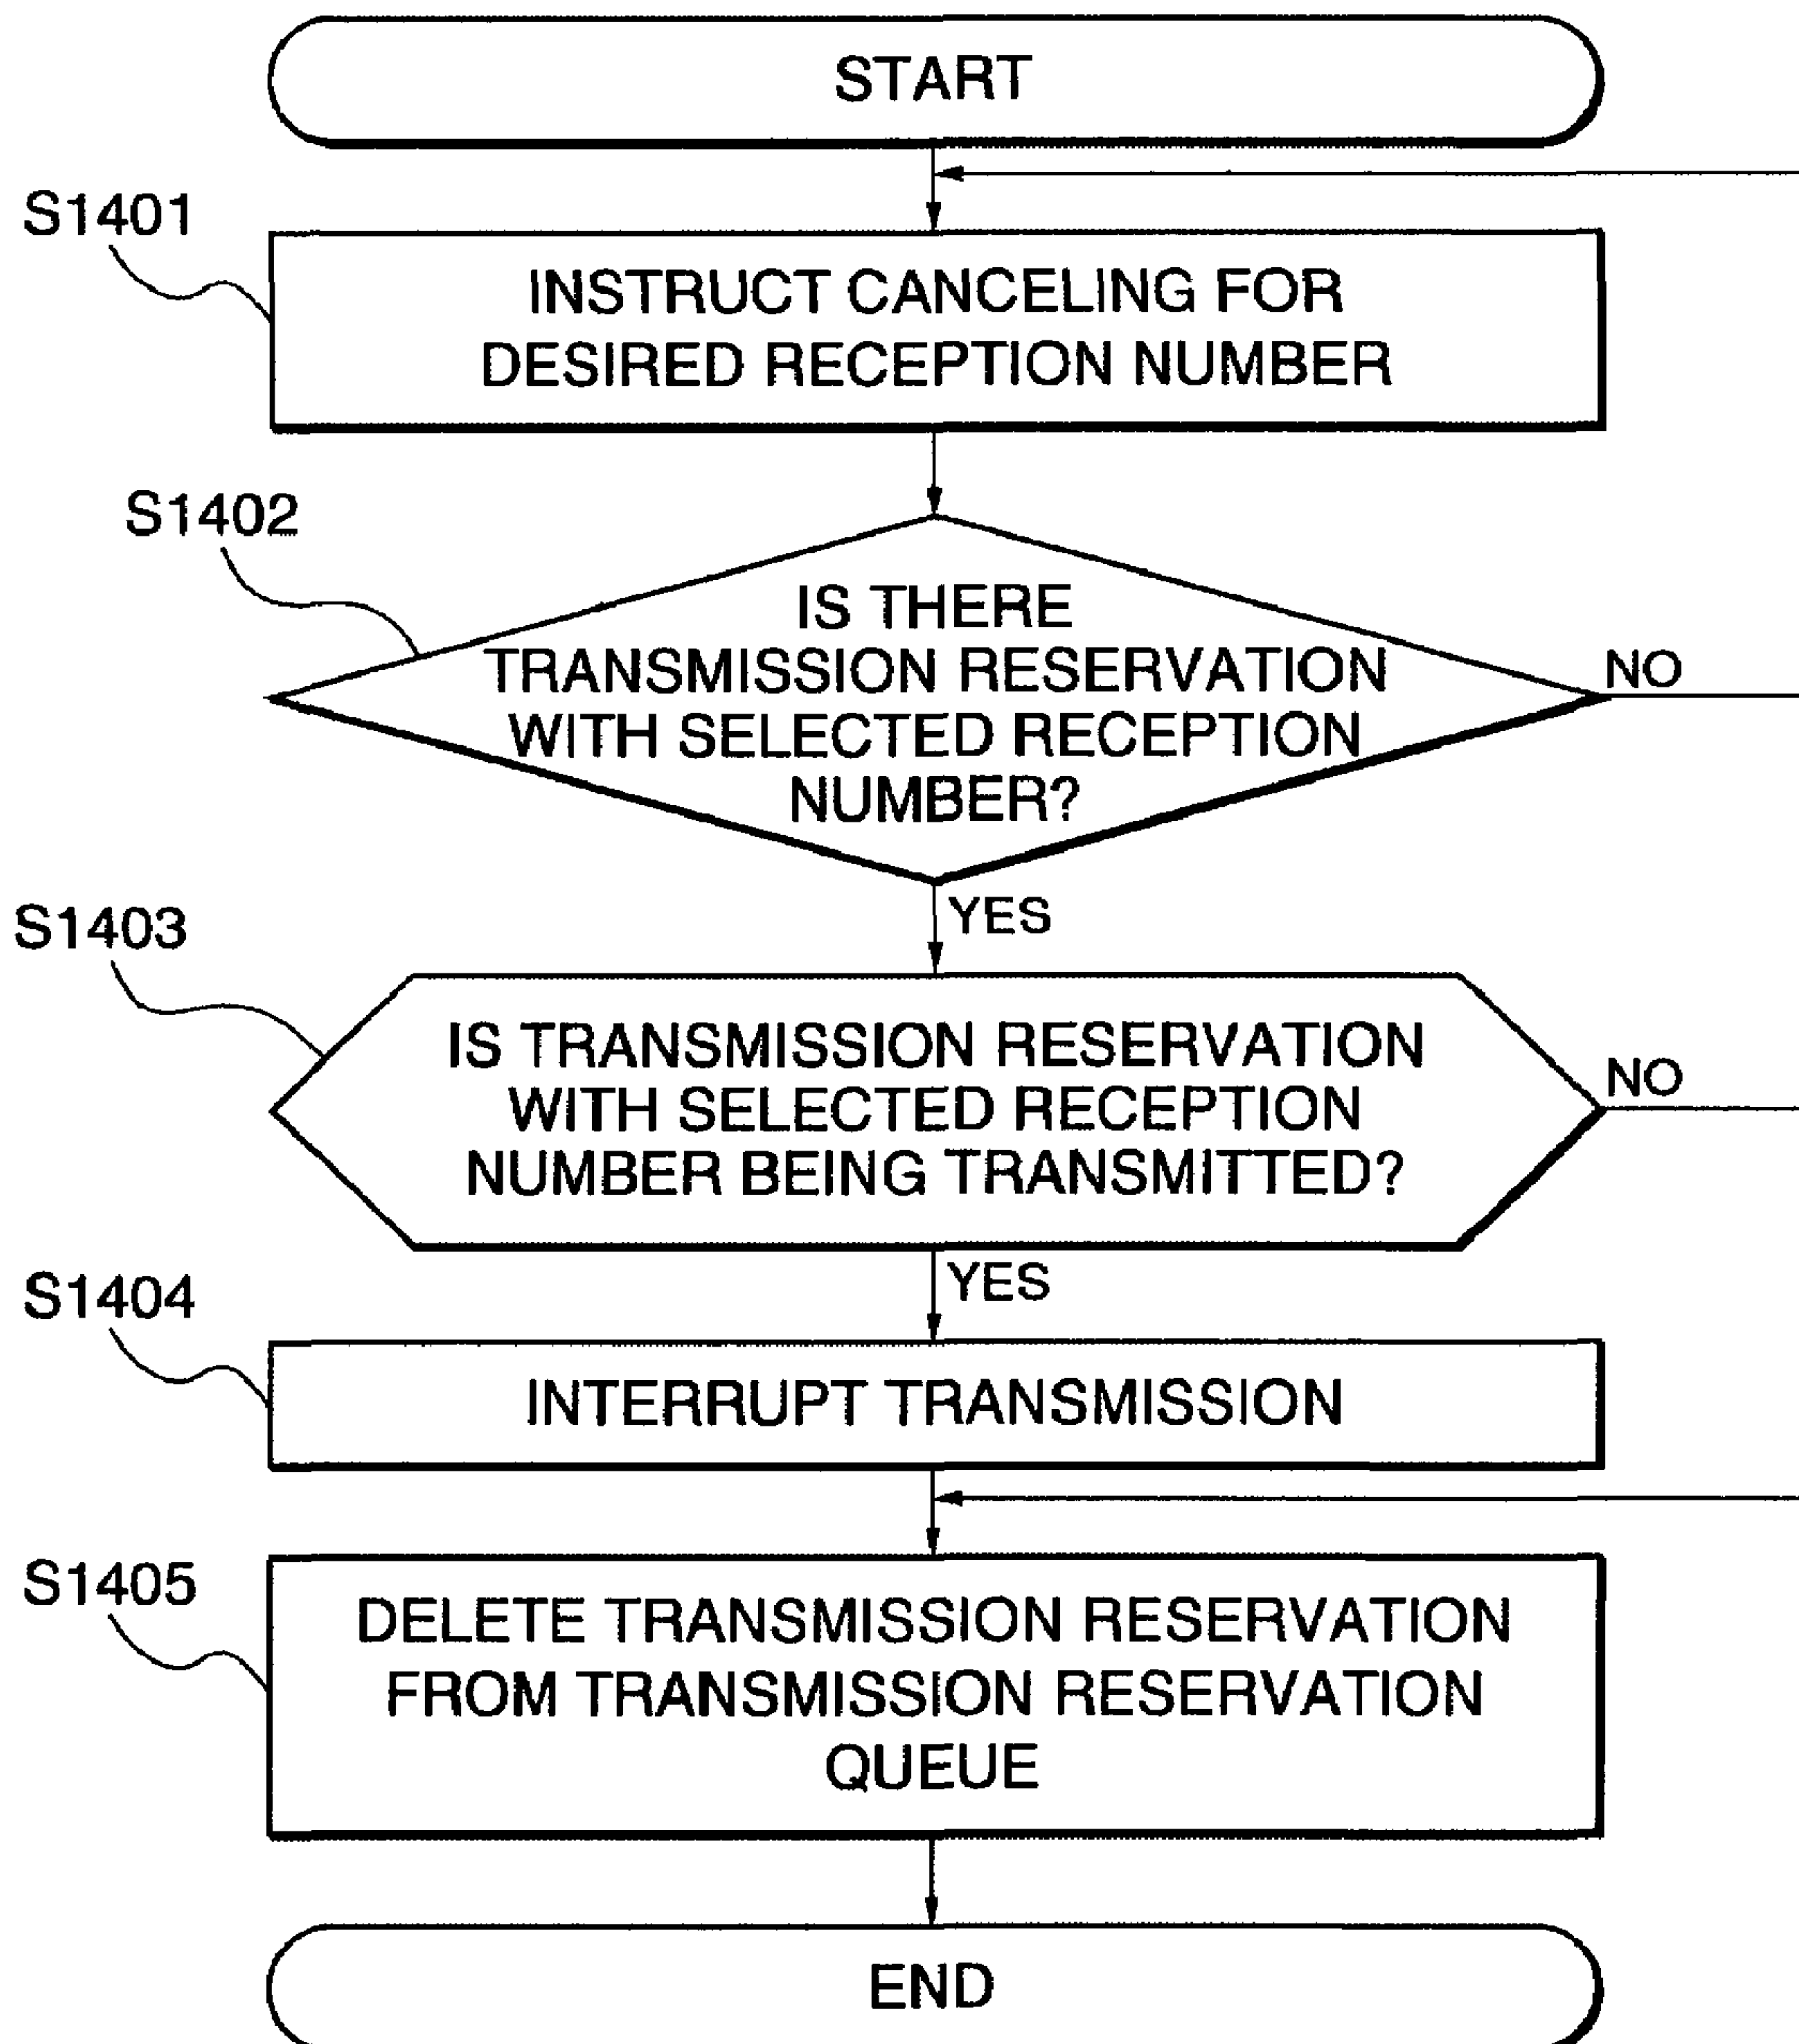 START
S1401
INSTRUCT CANCELING FOR
DESIRED RECEPTION NUMBER
S1402
IS THERE
TRANSMISSION RESERVATION
WITH SELECTED RECEPTION
NUMBER?
NO
YES
S1403
IS TRANSMISSION RESERVATION
WITH SELECTED RECEPTION
NUMBER BEING TRANSMITTED?
NO
YES
S1404
INTERRUPT TRANSMISSION
S1405
DELETE TRANSMISSION RESERVATION
FROM TRANSMISSION RESERVATION
QUEUE
END